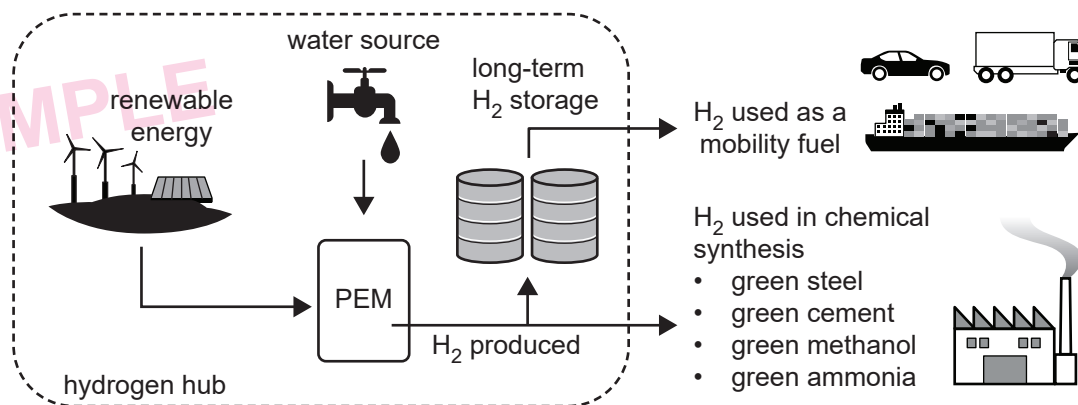 water source
long-term
H₂ storage
MPLE
renewable
energy
H₂ used as a
mobility fuel
PEM
H₂ produced
hydrogen hub
H₂ used in chemical
synthesis
• green steel
• green cement
• green methanol
• green ammonia